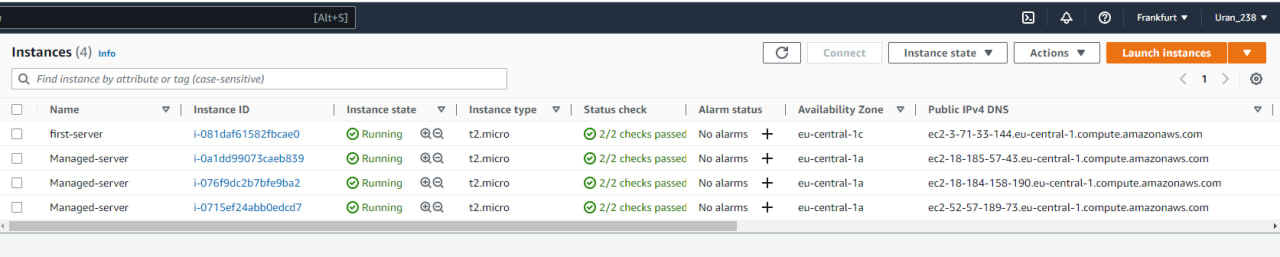 [Alt+S] Frankfurt ▼ Uran_238 ▼
Instances (4) Info Connect Instance state ▼ Actions ▼ Launch instances ▼
Find instance by attribute or tag (case-sensitive) 1
Name Instance ID Instance state Instance type Status check Alarm status Availability Zone Public IPv4 DNS
first-server i-081daf61582fbcae0 Running t2.micro 2/2 checks passed No alarms + eu-central-1c ec2-3-71-33-144.eu-central-1.compute.amazonaws.com
Managed-server i-0a1dd99073caeb839 Running t2.micro 2/2 checks passed No alarms + eu-central-1a ec2-18-185-57-43.eu-central-1.compute.amazonaws.com
Managed-server i-076f9dc2b7bfe9ba2 Running t2.micro 2/2 checks passed No alarms + eu-central-1a ec2-18-184-158-190.eu-central-1.compute.amazonaws.com
Managed-server i-0715ef24abb0edcd7 Running t2.micro 2/2 checks passed No alarms + eu-central-1a ec2-52-57-189-73.eu-central-1.compute.amazonaws.com